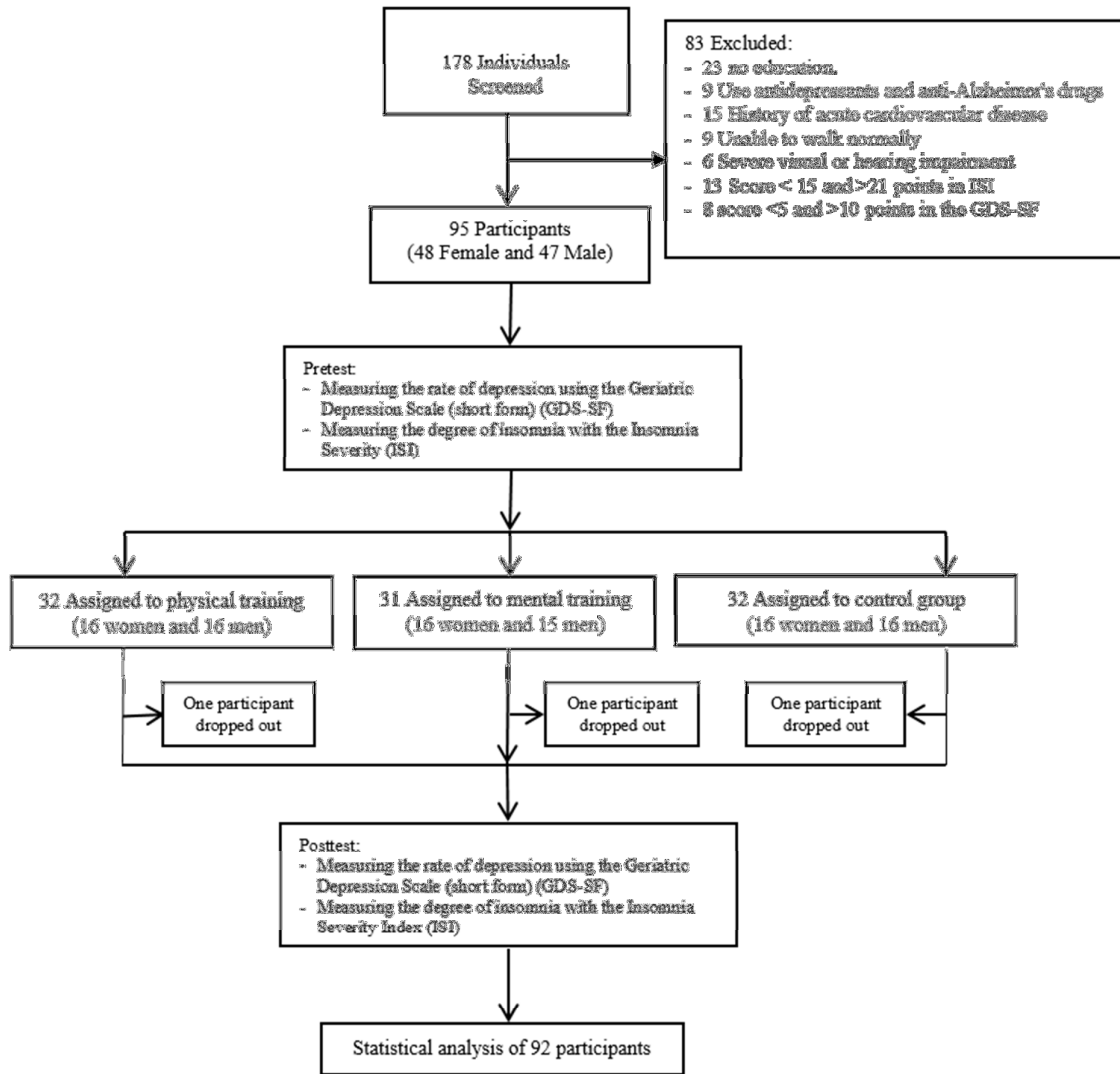 178 Individuals
Screened
83 Excluded:
- 23 no education.
- 9 Use antidepressants and anti-Alzheimer's drugs
- 15 History of acute cardiovascular disease
- 9 Unable to walk normally
- 6 Severe visual or hearing impairment
- 13 Score < 15 and >21 points in ISI
- 8 score <5 and >10 points in the GDS-SF
95 Participants
(48 Female and 47 Male)
Pretest:
- Measuring the rate of depression using the Geriatric
Depression Scale (short form) (GDS-SF)
- Measuring the degree of insomnia with the Insomnia
Severity (ISI)
32 Assigned to physical training
(16 women and 16 men)
31 Assigned to mental training
(16 women and 15 men)
32 Assigned to control group
(16 women and 16 men)
One participant
dropped out
One participant
dropped out
One participant
dropped out
Posttest:
- Measuring the rate of depression using the Geriatric
Depression Scale (short form) (GDS-SF)
- Measuring the degree of insomnia with the Insomnia
Severity Index (ISI)
Statistical analysis of 92 participants